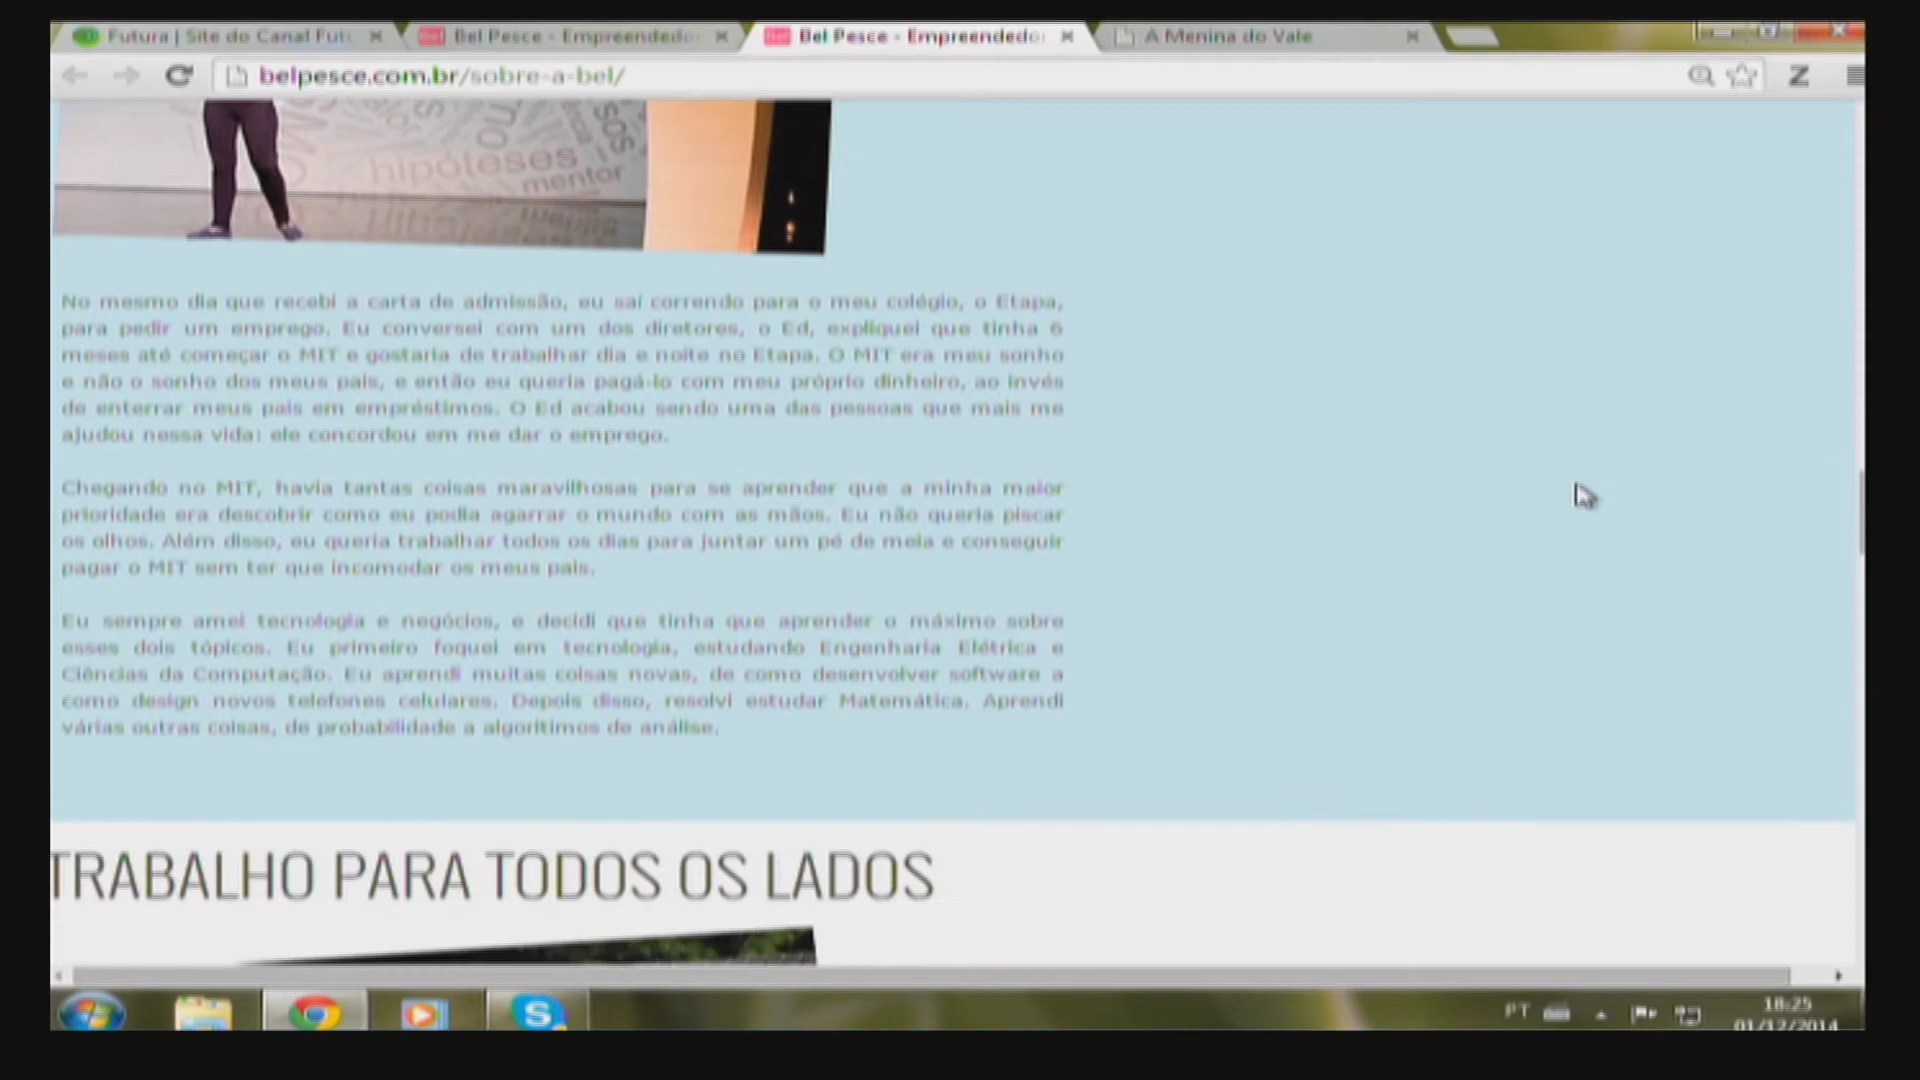 Futura | Site do Canal Futu
Bel Pesce - Empreendedo
Bel Pesce - Empreendedo
A Menina do Vale
belpesce.com.br/sobre-a-bel/
hipóteses
mentor
No mesmo dia que recebi a carta de admissão, eu saí correndo para o meu colégio, o Etapa,
para pedir um emprego. Eu conversei com um dos diretores, o Ed, expliquei que tinha 6
meses até começar o MIT e gostaria de trabalhar dia e noite no Etapa. O MIT era meu sonho
e não o sonho dos meus pais, e então eu queria pagá-lo com meu próprio dinheiro, ao invés
de enterrar meus pais em empréstimos. O Ed acabou sendo uma das pessoas que mais me
ajudou nessa vida: ele concordou em me dar o emprego.
Chegando no MIT, havia tantas coisas maravilhosas para se aprender que a minha maior
prioridade era descobrir como eu podia agarrar o mundo com as mãos. Eu não queria piscar
os olhos. Além disso, eu queria trabalhar todos os dias para juntar um pé de meia e conseguir
pagar o MIT sem ter que incomodar os meus pais.
Eu sempre amei tecnologia e negócios, e decidi que tinha que aprender o máximo sobre
esses dois tópicos. Eu primeiro foquei em tecnologia, estudando Engenharia Elétrica e
Ciências da Computação. Eu aprendi muitas coisas novas, de como desenvolver software a
como design novos telefones celulares. Depois disso, resolvi estudar Matemática. Aprendi
várias outras coisas, de probabilidade a algoritimos de análise.
TRABALHO PARA TODOS OS LADOS
PT
18:25
01/12/2014